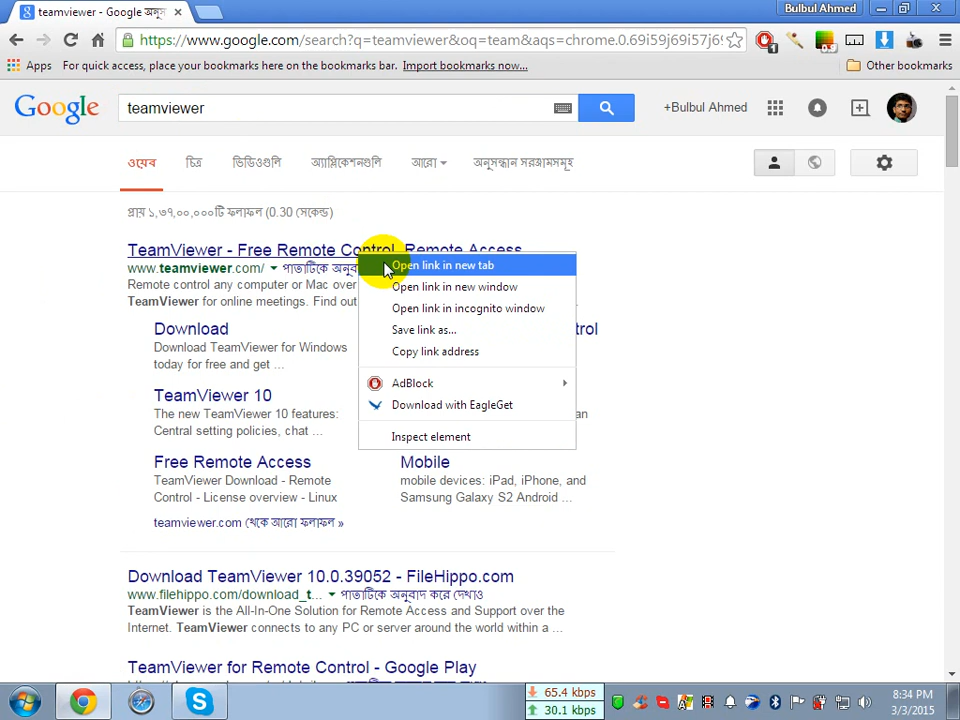 teamviewer - Google অনুস
Bulbul Ahmed
https://www.google.com/search?q=teamviewer&oq=team&aqs=chrome.0.69i59j69i57j69
Apps
For quick access, place your bookmarks here on the bookmarks bar. Import bookmarks now...
Other bookmarks
Google
teamviewer
+Bulbul Ahmed
ওয়েব
চিত্র
ভিডিওগুলি
অ্যাপ্লিকেশনগুলি
আরো
অনুসন্ধান সরঞ্জামসমূহ
প্রায় ১,৩৭,০০,০০০টি ফলাফল (0.30 সেকেন্ড)
TeamViewer - Free Remote Control, Remote Access
www.teamviewer.com/ পাতাটিকে অনুব
Remote control any computer or Mac over
TeamViewer for online meetings. Find out
Open link in new tab
Open link in new window
Open link in incognito window
Save link as...
Copy link address
AdBlock
Download with EagleGet
Inspect element
Download
Download TeamViewer for Windows
today for free and get ...
TeamViewer 10
The new TeamViewer 10 features:
Central setting policies, chat ...
Free Remote Access
TeamViewer Download - Remote
Control - License overview - Linux
Mobile
mobile devices: iPad, iPhone, and
Samsung Galaxy S2 Android ...
teamviewer.com থেকে আরো ফলাফল »
Download TeamViewer 10.0.39052 - FileHippo.com
www.filehippo.com/download_t... পাতাটিকে অনুবাদ করে দেখাও
TeamViewer is the All-In-One Solution for Remote Access and Support over the
Internet. TeamViewer connects to any PC or server around the world within a ...
TeamViewer for Remote Control - Google Play
65.4 kbps
30.1 kbps
8:34 PM
3/3/2015